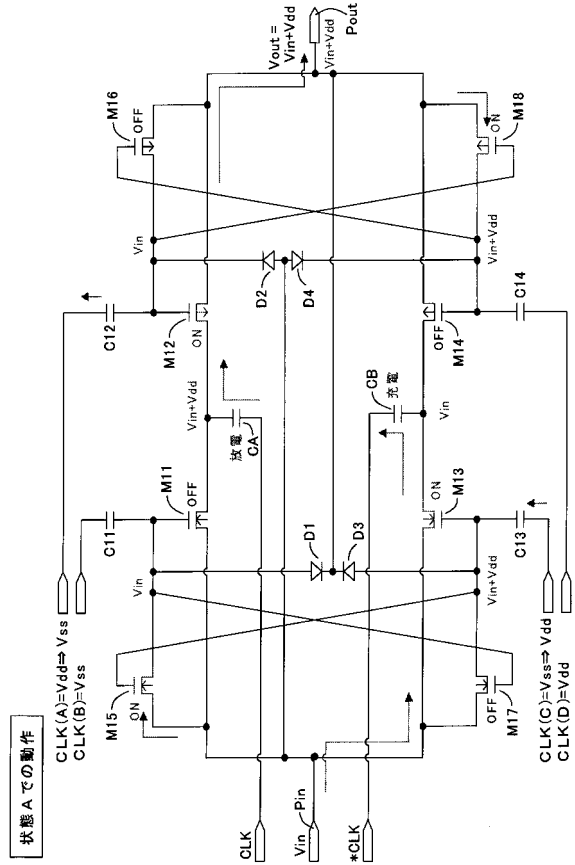 状態Aでの動作
CLK(A)=Vdd⇒Vss
CLK(B)=Vss
C11
C12
M15
ON
Vin
M11
OFF
M12
ON
Vin
M16
OFF
CLK
Vin+Vdd
放電
CA
D1
D3
D2
D4
Vout=
Vin+Vdd
Vin+Vdd
Pout
Vin
Pin
*CLK
CB
充電
Vin
M17
OFF
Vin+Vdd
M13
ON
M14
OFF
Vin+Vdd
M18
ON
C13
C14
CLK(C)=Vss⇒Vdd
CLK(D)=Vdd